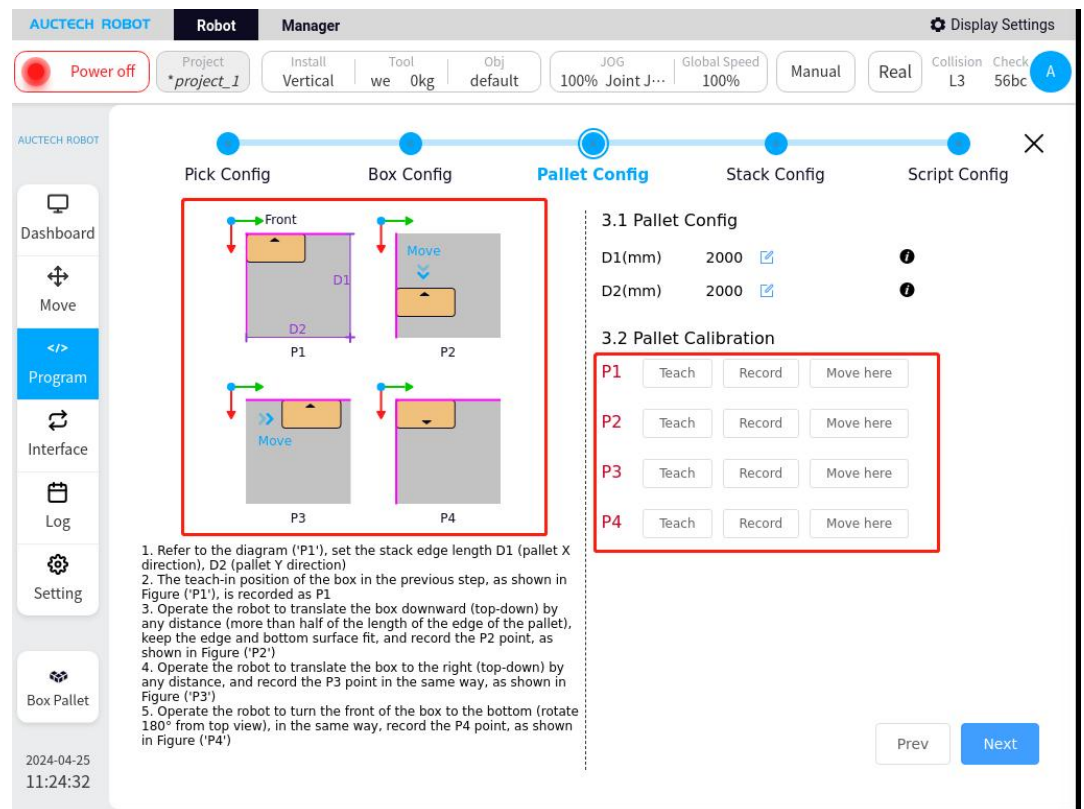 AUCTECH ROBOT Robot Manager Display Settings
Power off
Project
*project_1
Install
Vertical
Tool
we 0kg
Obj
default
JOG
100% Joint J···
Global Speed
100%
Manual
Real
Collision
L3
Check
56bc
A
AUCTECH ROBOT
Dashboard
Move
</>
Program
Interface
Log
Setting
Box Pallet
2024-04-25
11:24:32
Pick Config Box Config Pallet Config Stack Config Script Config
Front
D1
D2
P1
Move
P2
Move
P3
P4
1. Refer to the diagram ('P1'), set the stack edge length D1 (pallet X
direction), D2 (pallet Y direction)
2. The teach-in position of the box in the previous step, as shown in
Figure ('P1'), is recorded as P1
3. Operate the robot to translate the box downward (top-down) by
any distance (more than half of the length of the edge of the pallet),
keep the edge and bottom surface fit, and record the P2 point, as
shown in Figure ('P2')
4. Operate the robot to translate the box to the right (top-down) by
any distance, and record the P3 point in the same way, as shown in
Figure ('P3')
5. Operate the robot to turn the front of the box to the bottom (rotate
180° from top view), in the same way, record the P4 point, as shown
in Figure ('P4')
3.1 Pallet Config
D1(mm) 2000
D2(mm) 2000
3.2 Pallet Calibration
P1 Teach Record Move here
P2 Teach Record Move here
P3 Teach Record Move here
P4 Teach Record Move here
Prev Next